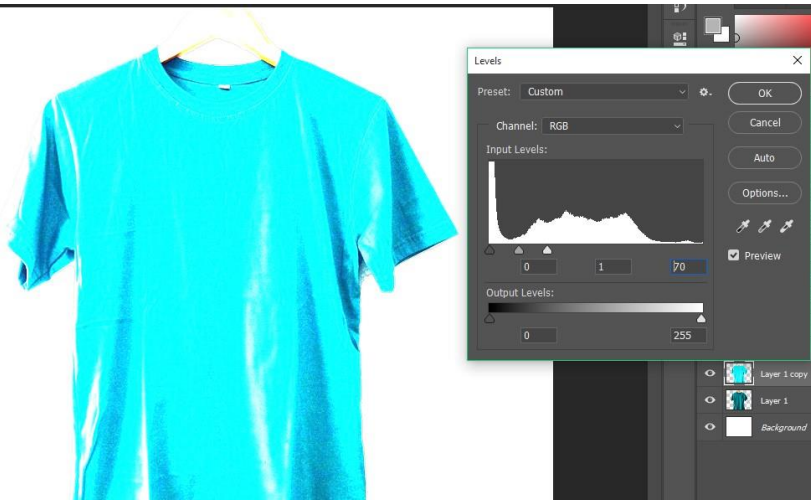 Levels
Preset: Custom
OK
Channel: RGB
Cancel
Input Levels:
Auto
Options...
0 1 70
Preview
Output Levels:
0 255
Layer 1 copy
Layer 1
Background